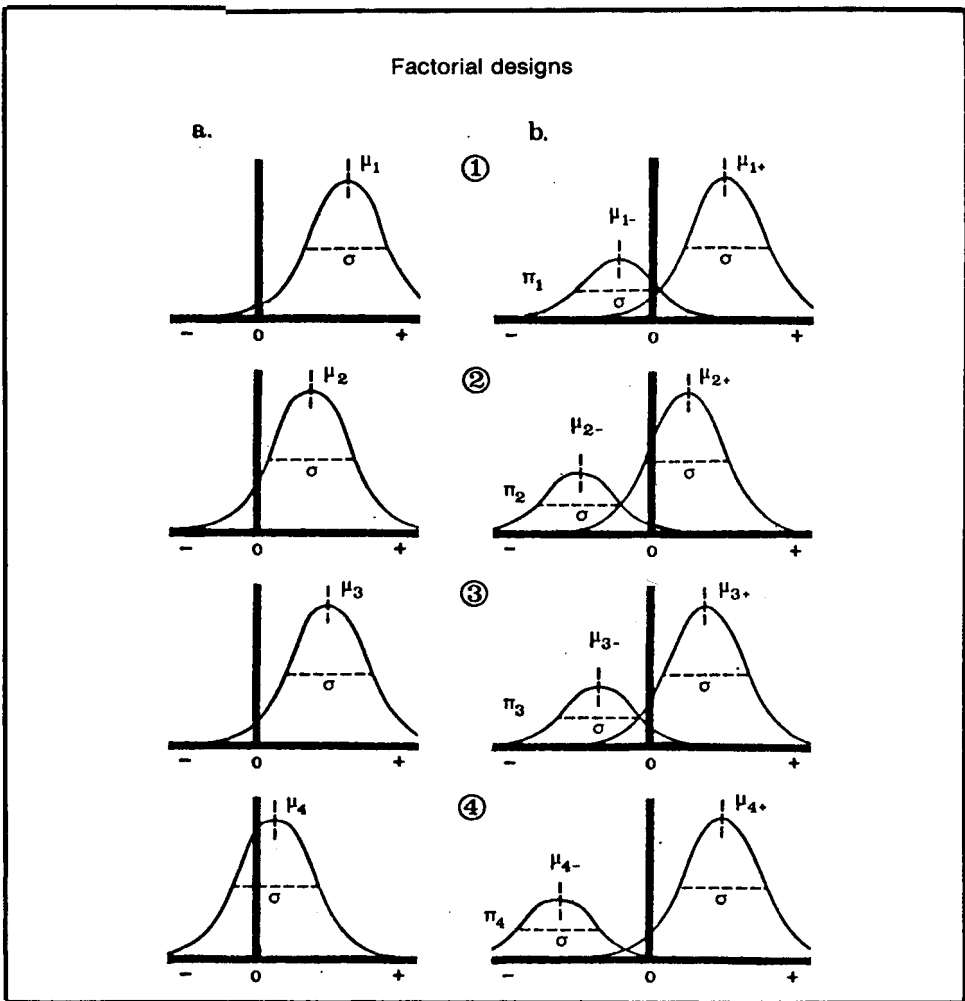 Factorial designs
a. b.
①
μ₁ μ₁₊
μ₁₋
π₁
σ σ σ
- 0 + - 0 +
②
μ₂ μ₂₊
μ₂₋
π₂
σ σ σ
- 0 + - 0 +
③
μ₃ μ₃₊
μ₃₋
π₃
σ σ σ
- 0 + - 0 +
④
μ₄ μ₄₊
μ₄₋
π₄
σ σ σ
- 0 + - 0 +